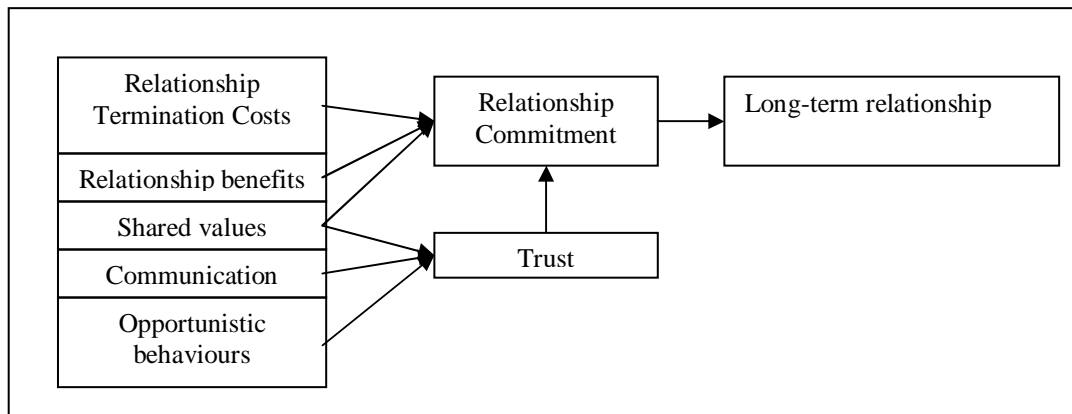 Relationship
Termination Costs
Relationship benefits
Shared values
Communication
Opportunistic
behaviours
Relationship
Commitment
Trust
Long-term relationship